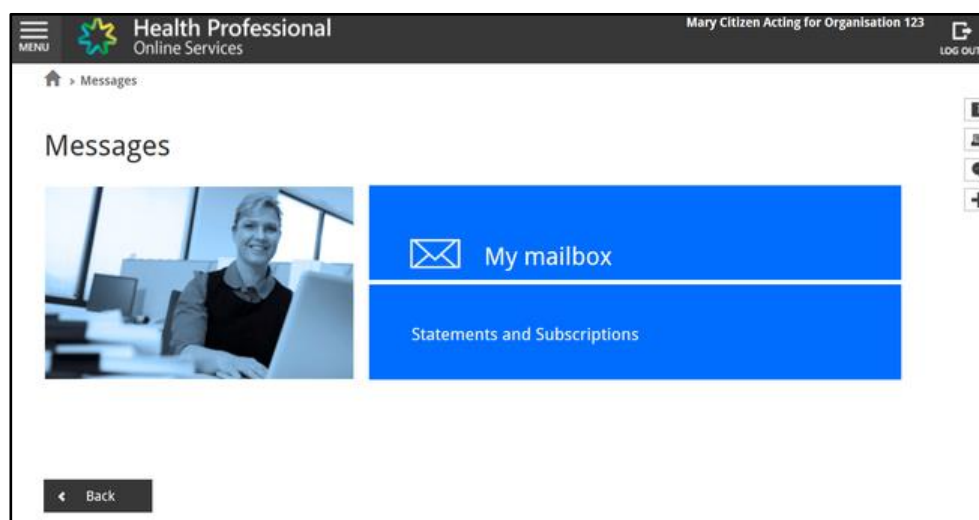 Health Professional
Online Services
Mary Citizen Acting for Organisation 123
MENU
LOG OUT
> Messages
Messages
My mailbox
Statements and Subscriptions
Back